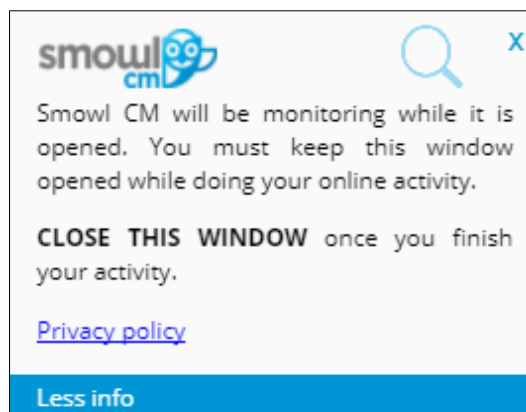 smowl
cm
X
Smowl CM will be monitoring while it is
opened. You must keep this window
opened while doing your online activity.
CLOSE THIS WINDOW once you finish
your activity.
Privacy policy
Less info